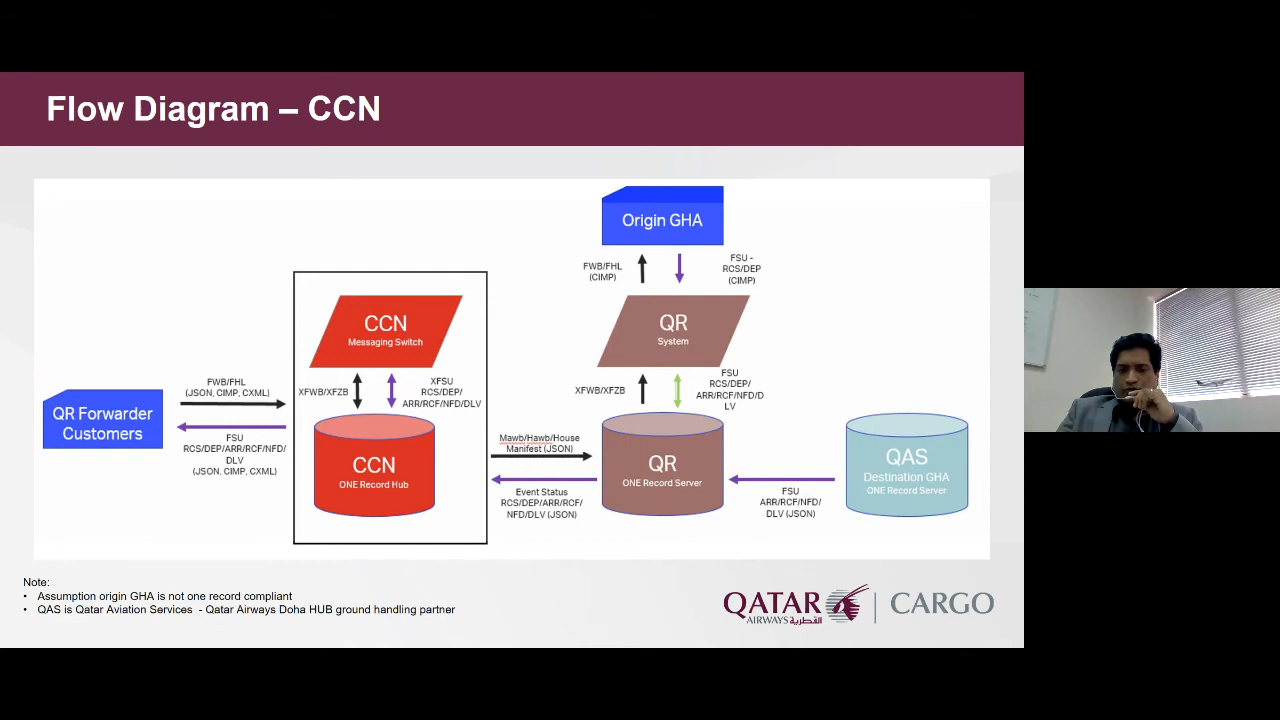 Flow Diagram – CCN
Origin GHA
FWB/FHL
(CIMP)
FSU -
RCS/DEP
(CIMP)
CCN
Messaging Switch
QR
System
XFWB/XFZB
XFSU
RCS/DEP/
ARR/RCF/NFD/DLV
XFWB/XFZB
FSU
RCS/DEP/
ARR/RCF/NFD/D
LV
QR Forwarder
Customers
FWB/FHL
(JSON, CIMP, CXML)
FSU
RCS/DEP/ARR/RCF/NFD/
DLV
(JSON, CIMP, CXML)
CCN
ONE Record Hub
Mawb/Hawb/House
Manifest (JSON)
Event Status
RCS/DEP/ARR/RCF/
NFD/DLV (JSON)
QR
ONE Record Server
FSU
ARR/RCF/NFD/
DLV (JSON)
QAS
Destination GHA
ONE Record Server
Note:
• Assumption origin GHA is not one record compliant
• QAS is Qatar Aviation Services - Qatar Airways Doha HUB ground handling partner
QATAR
AIRWAYS القطرية
CARGO